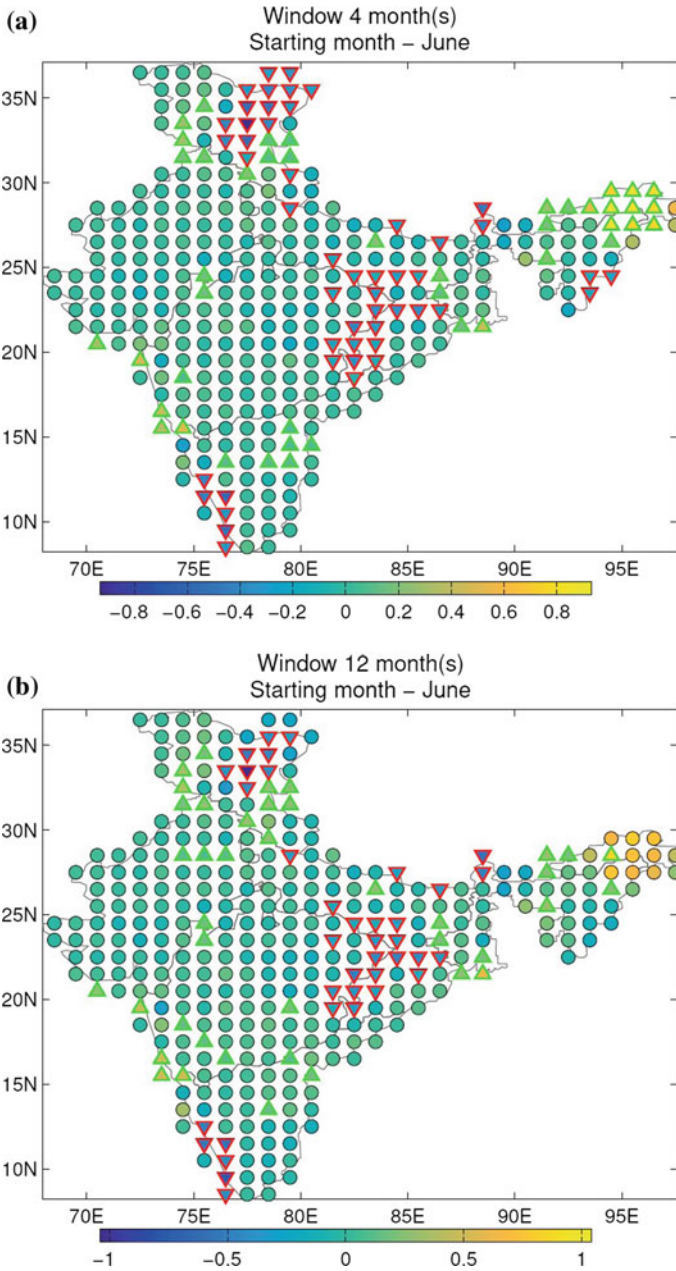 (a)
Window 4 month(s)
Starting month – June
35N
30N
25N
20N
15N
10N
70E 75E 80E 85E 90E 95E
−0.8 −0.6 −0.4 −0.2 0 0.2 0.4 0.6 0.8
(b)
Window 12 month(s)
Starting month – June
35N
30N
25N
20N
15N
10N
70E 75E 80E 85E 90E 95E
−1 −0.5 0 0.5 1